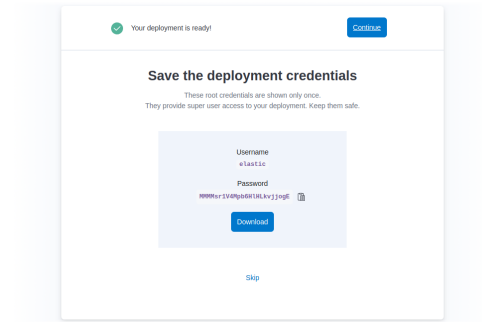 Your deployment is ready!
Continue
Save the deployment credentials
These root credentials are shown only once.
They provide super user access to your deployment. Keep them safe.
Username
elastic
Password
Download
Skip